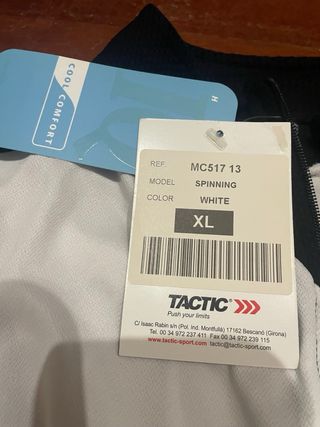 COOL COMFORT
H
REF. MC517 13
MODEL SPINNING
COLOR WHITE
XL
TACTIC®
Push your limits
C/ Isaac Rabin s/n (Pol. Ind. Montfullà) 17162 Bescanó (Girona)
Tel. 00 34 972 237 411 Fax 00 34 972 239 115
www.tactic-sport.com tactic@tactic-sport.com